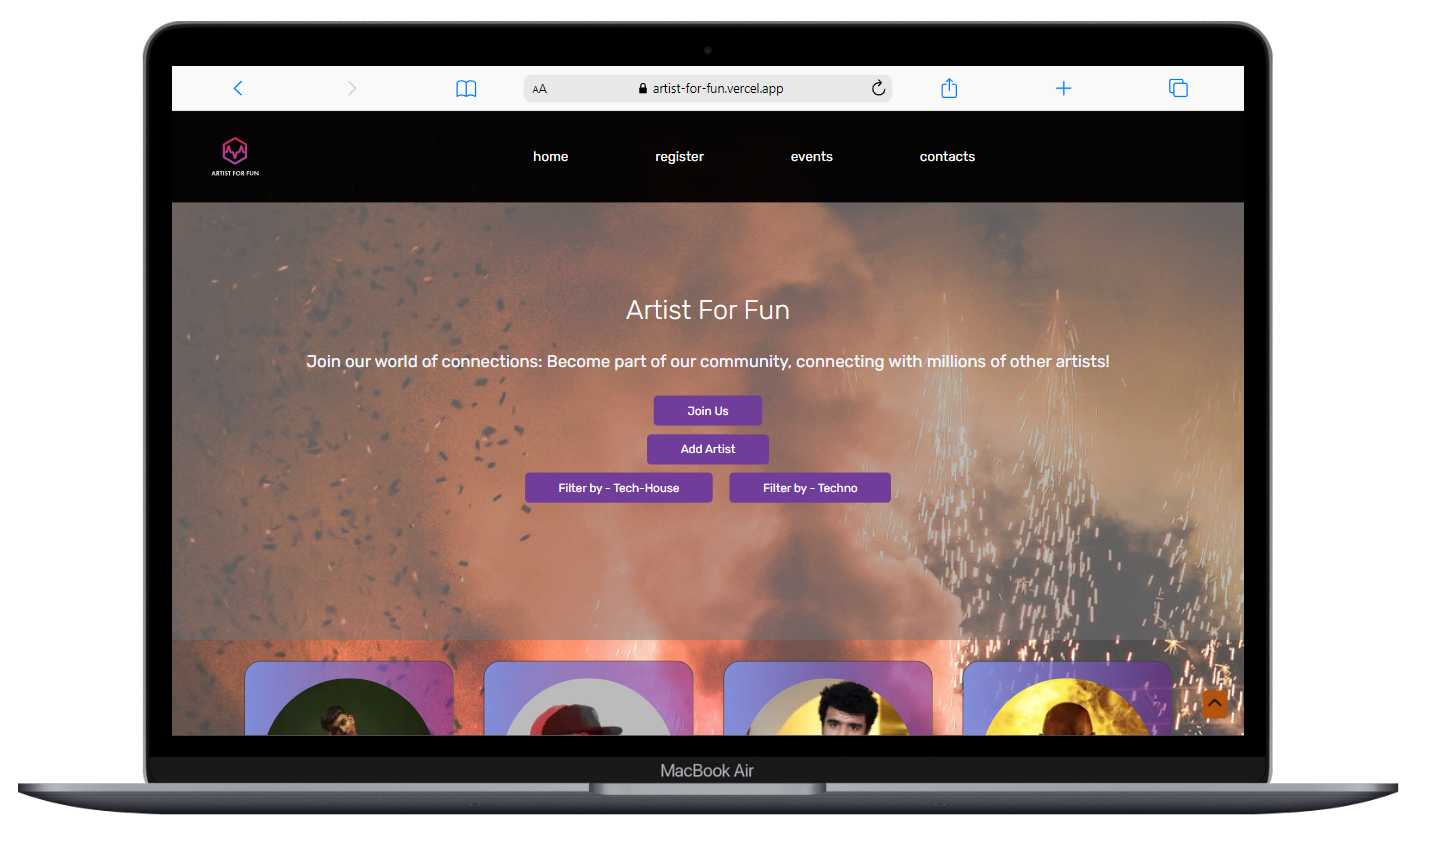 AA artist-for-fun.vercel.app
ARTIST FOR FUN
home register events contacts
Artist For Fun
Join our world of connections: Become part of our community, connecting with millions of other artists!
Join Us
Add Artist
Filter by - Tech-House Filter by - Techno
MacBook Air